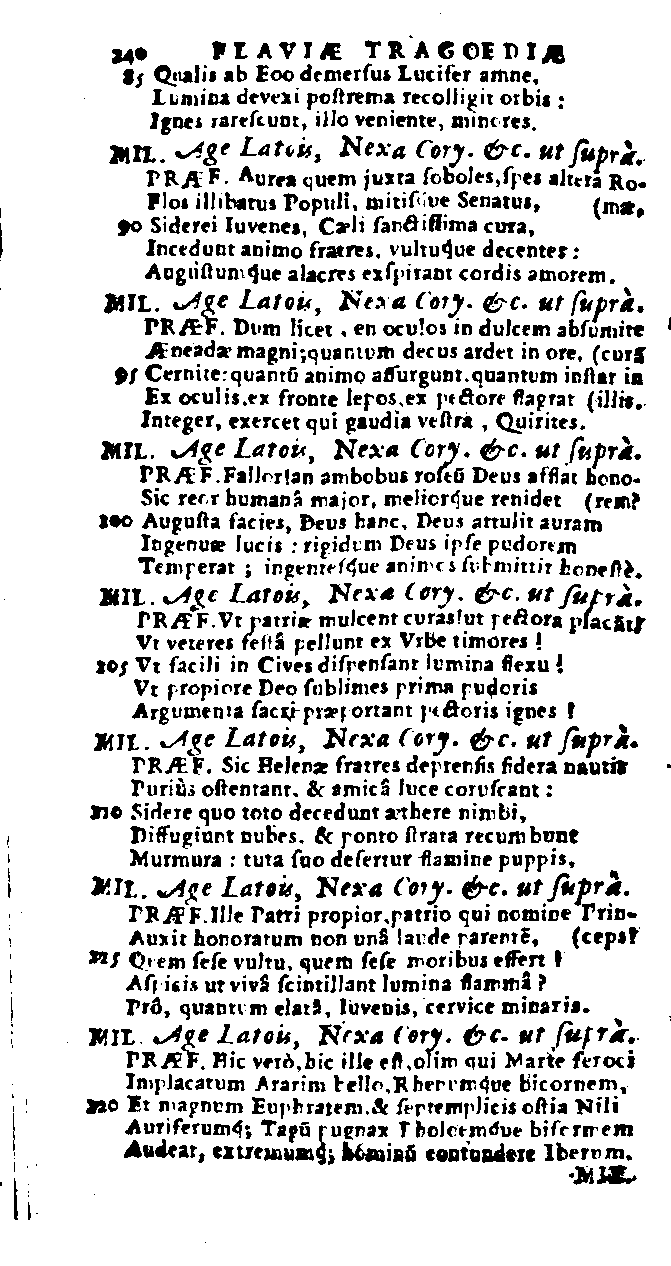 240 FLAVIÆ TRAGOEDIÆ
85 Qualis ab Eoo demerſus Lucifer amne,
Lumina devexi poſtrema recolligit orbis :
Ignes rareſcunt, illo veniente, minores.
MIL. Age Latois, Nexa Cory. &c. ut ſuprà.
PRÆF. Aurea quem juxta ſoboles, ſpes altera Ro-
Flos illibatus Populi, mitiſque Senatus, (mæ,
90 Siderei Iuvenes, Cæli ſanctiſſima cura,
Incedunt animo fratres, vultuque decentes :
Auguſtumque alacres exſpirant cordis amorem.
MIL. Age Latois, Nexa Cory. &c. ut ſuprà.
PRÆF. Dum licet, en oculos in dulcem abſumite
Æneadæ magni; quantum decus ardet in ore, (curā
95 Cernite: quantū animo aſſurgunt. quantum inſtar in
Ex oculis, ex fronte lepos, ex pectore flagrat (illis.
Integer, exercet qui gaudia veſtra, Quirites.
MIL. Age Latois, Nexa Cory. &c. ut ſuprà.
PRÆF. Fallor? an ambobus roſeū Deus afflat hono-
Sic reor humanâ major, meliorque renidet (rem?
100 Auguſta facies, Deus hanc, Deus attulit auram
Ingenuæ lucis : rigidum Deus ipſe pudorem
Temperat ; ingenteſque animos ſubmittit honeſtè.
MIL. Age Latois, Nexa Cory. &c. ut ſuprà.
PRÆF. Vt patriæ mulcent curas! ut pectora placāt!
Vt veteres feſtâ pellunt ex Vrbe timores !
105 Vt facili in Cives diſpenſant lumina flexu !
Vt propiore Deo ſublimes prima pudoris
Argumenta ſacri præportant pectoris ignes !
MIL. Age Latois, Nexa Cory. &c. ut ſuprà.
PRÆF. Sic Helenæ fratres deprenſis ſidera nautis
Puriùs oſtentant, & amicâ luce coruſcant :
110 Sidere quo toto decedunt æthere nimbi,
Diffugiunt nubes, & ponto ſtrata recumbunt
Murmura : tuta ſuo defertur flamine puppis,
MIL. Age Latois, Nexa Cory. &c. ut ſuprà.
PRÆF. Ille Patri propior, patrio qui nomine Prin-
Auxit honoratum non unâ laude parentē, (ceps!
115 Quem ſeſe vultu, quem ſeſe moribus effert !
Aſpicis ut vivâ ſcintillant lumina flammâ ?
Prô, quantum elatâ, Iuvenis, cervice minaris.
MIL. Age Latois, Nexa Cory. &c. ut ſuprà.
PRÆF. Hic verò, hic ille eſt, olim qui Marte feroci
Implacatum Ararim bello, Rhenumque bicornem,
120 Et magnum Euphratem, & ſeptemplicis oſtia Nili
Auriferumq; Tagū pugnax Ptholeemque
Audeat, extremumq; hóminū contundere Iberum.
MIL.